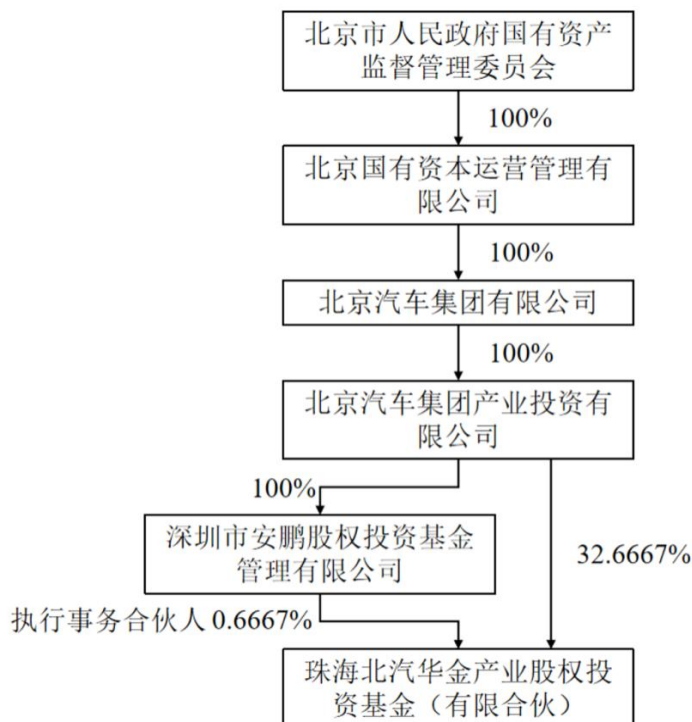 北京市人民政府国有资产
监督管理委员会
100%
北京国有资本运营管理有
限公司
100%
北京汽车集团有限公司
100%
北京汽车集团产业投资有
限公司
100%
深圳市安鹏股权投资基金
管理有限公司
32.6667%
执行事务合伙人 0.6667%
珠海北汽华金产业股权投
资基金（有限合伙）